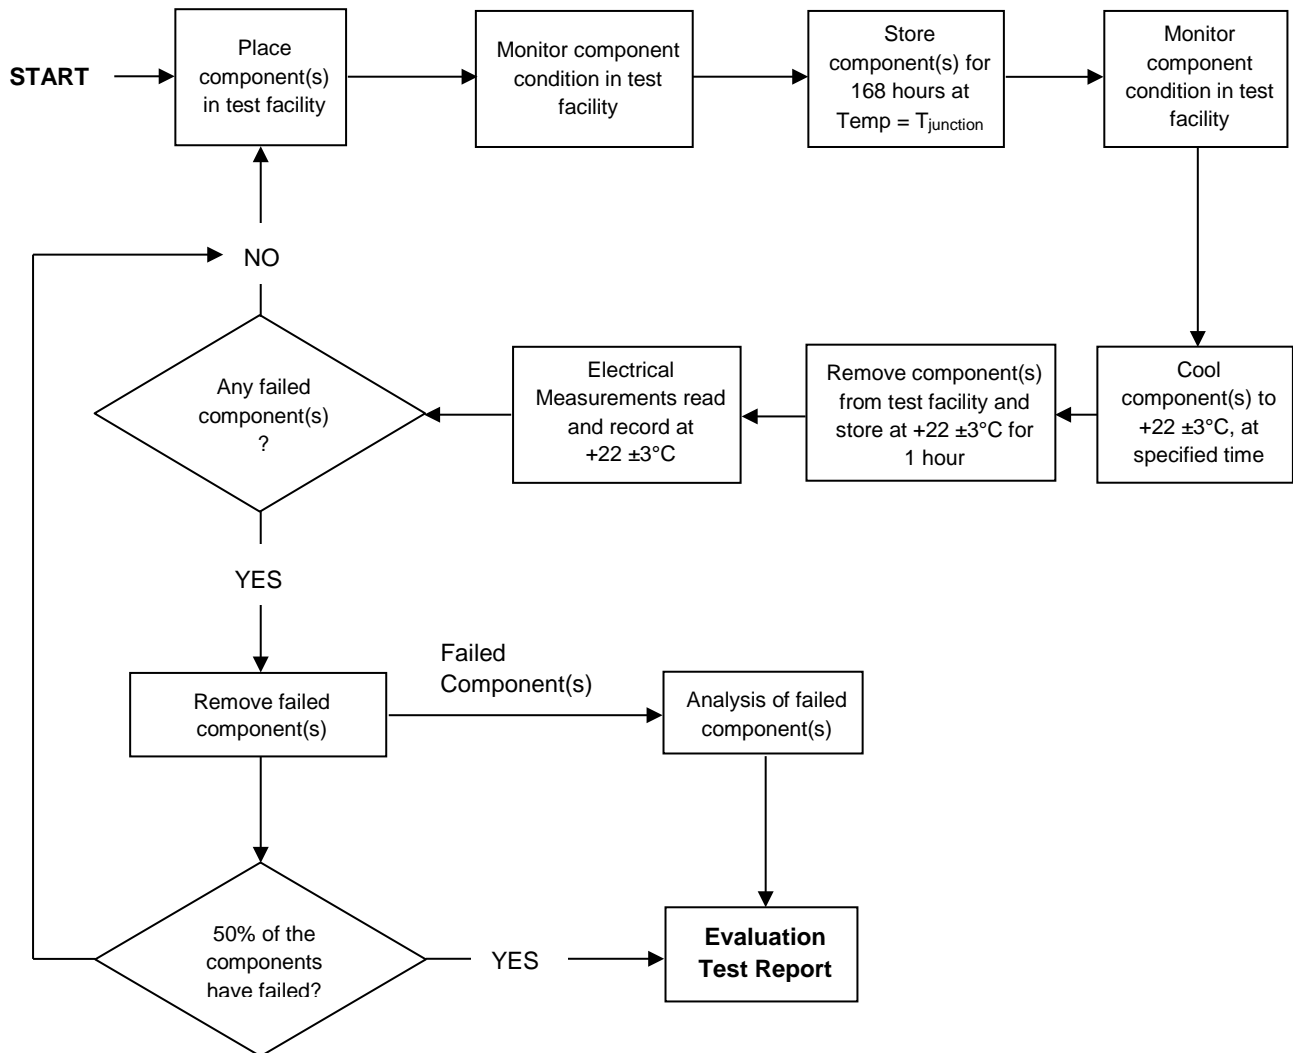 START
Place
component(s)
in test facility
Monitor component
condition in test
facility
Store
component(s) for
168 hours at
Temp = Tjunction
Monitor
component
condition in test
facility
Cool
component(s) to
+22 ±3°C, at
specified time
Remove component(s)
from test facility and
store at +22 ±3°C for
1 hour
Electrical
Measurements read
and record at
+22 ±3°C
Any failed
component(s)
?
NO
YES
Remove failed
component(s)
Failed
Component(s)
Analysis of failed
component(s)
50% of the
components
have failed?
YES
Evaluation
Test Report